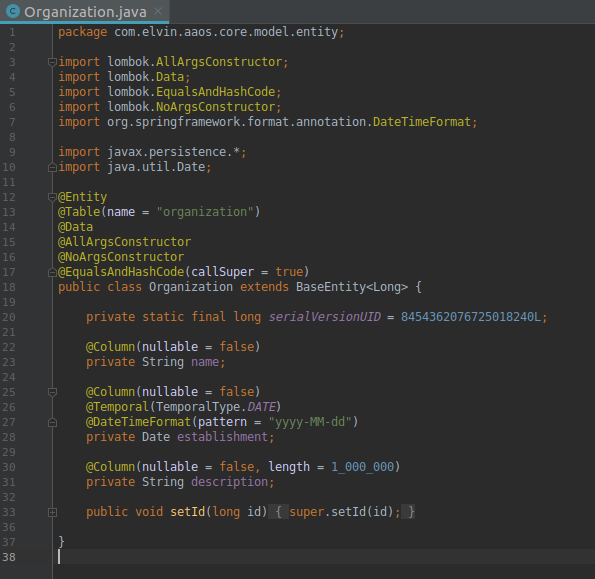 Organization.java
1 package com.elvin.aaos.core.model.entity;
2
3 import lombok.AllArgsConstructor;
4 import lombok.Data;
5 import lombok.EqualsAndHashCode;
6 import lombok.NoArgsConstructor;
7 import org.springframework.format.annotation.DateTimeFormat;
8
9 import javax.persistence.*;
10 import java.util.Date;
11
12 @Entity
13 @Table(name = "organization")
14 @Data
15 @AllArgsConstructor
16 @NoArgsConstructor
17 @EqualsAndHashCode(callSuper = true)
18 public class Organization extends BaseEntity<Long> {
19
20     private static final long serialVersionUID = 8454362076725018240L;
21
22     @Column(nullable = false)
23     private String name;
24
25     @Column(nullable = false)
26     @Temporal(TemporalType.DATE)
27     @DateTimeFormat(pattern = "yyyy-MM-dd")
28     private Date establishment;
29
30     @Column(nullable = false, length = 1_000_000)
31     private String description;
32
33     public void setId(long id) { super.setId(id); }
36
37 }
38